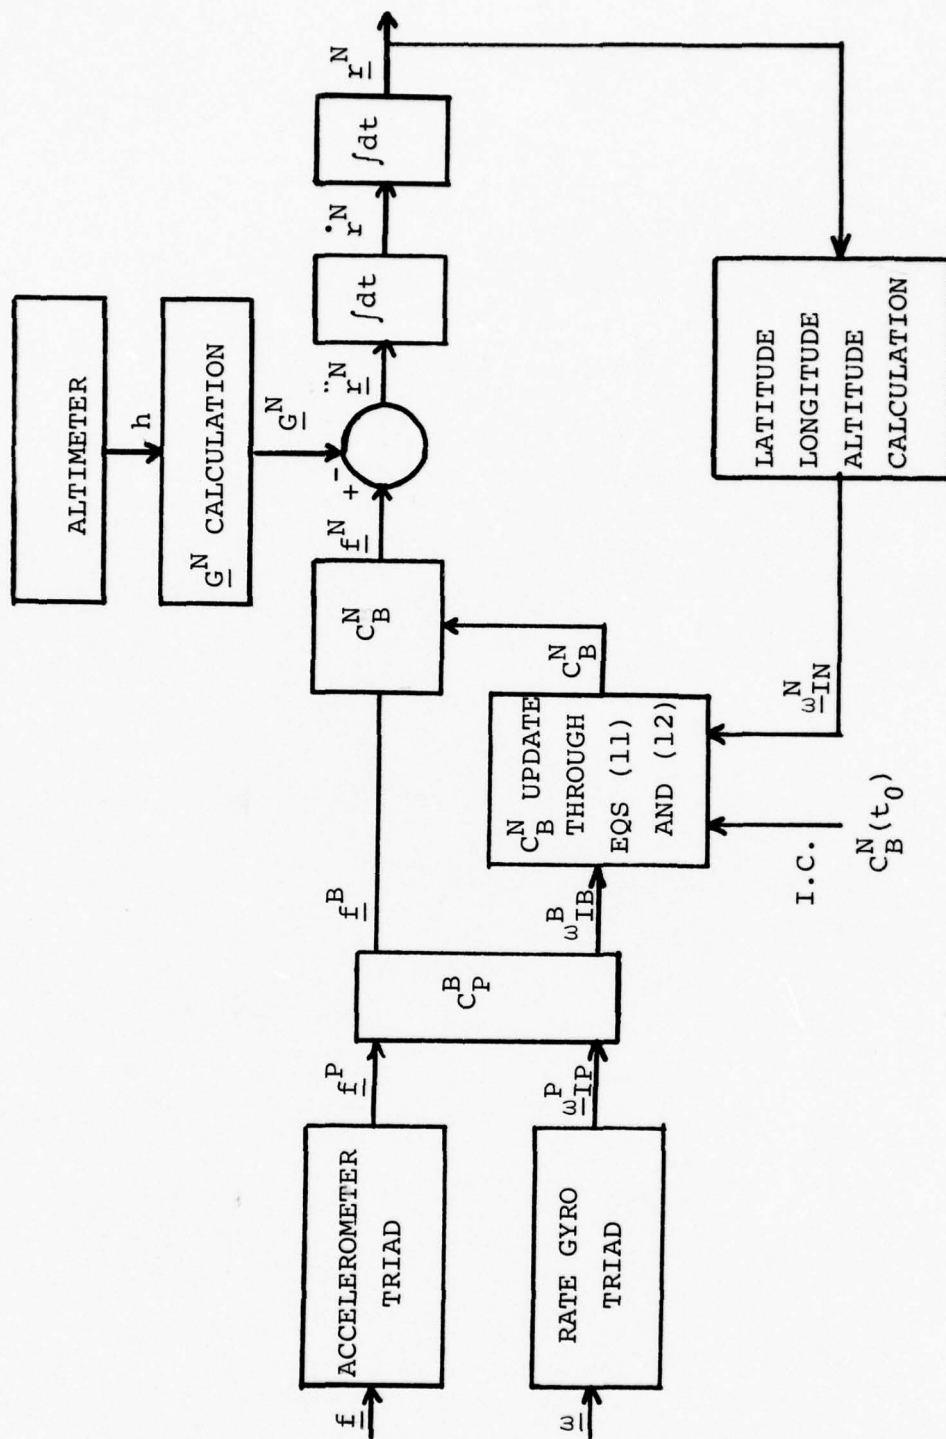 f
ω
ACCELEROMETER
TRIAD
RATE GYRO
TRIAD
f^P
ω_IP^P
C_P^B
f^B
ω_IB^B
C_B^N
f^N
+
-
ALTIMETER
h
G^N CALCULATION
G^N
r̈^N
∫dt
ṙ^N
∫dt
r^N
C_B^N UPDATE
THROUGH
EQS (11)
AND (12)
C_B^N
I.C.
C_B^N(t_0)
ω_IN^N
LATITUDE
LONGITUDE
ALTITUDE
CALCULATION